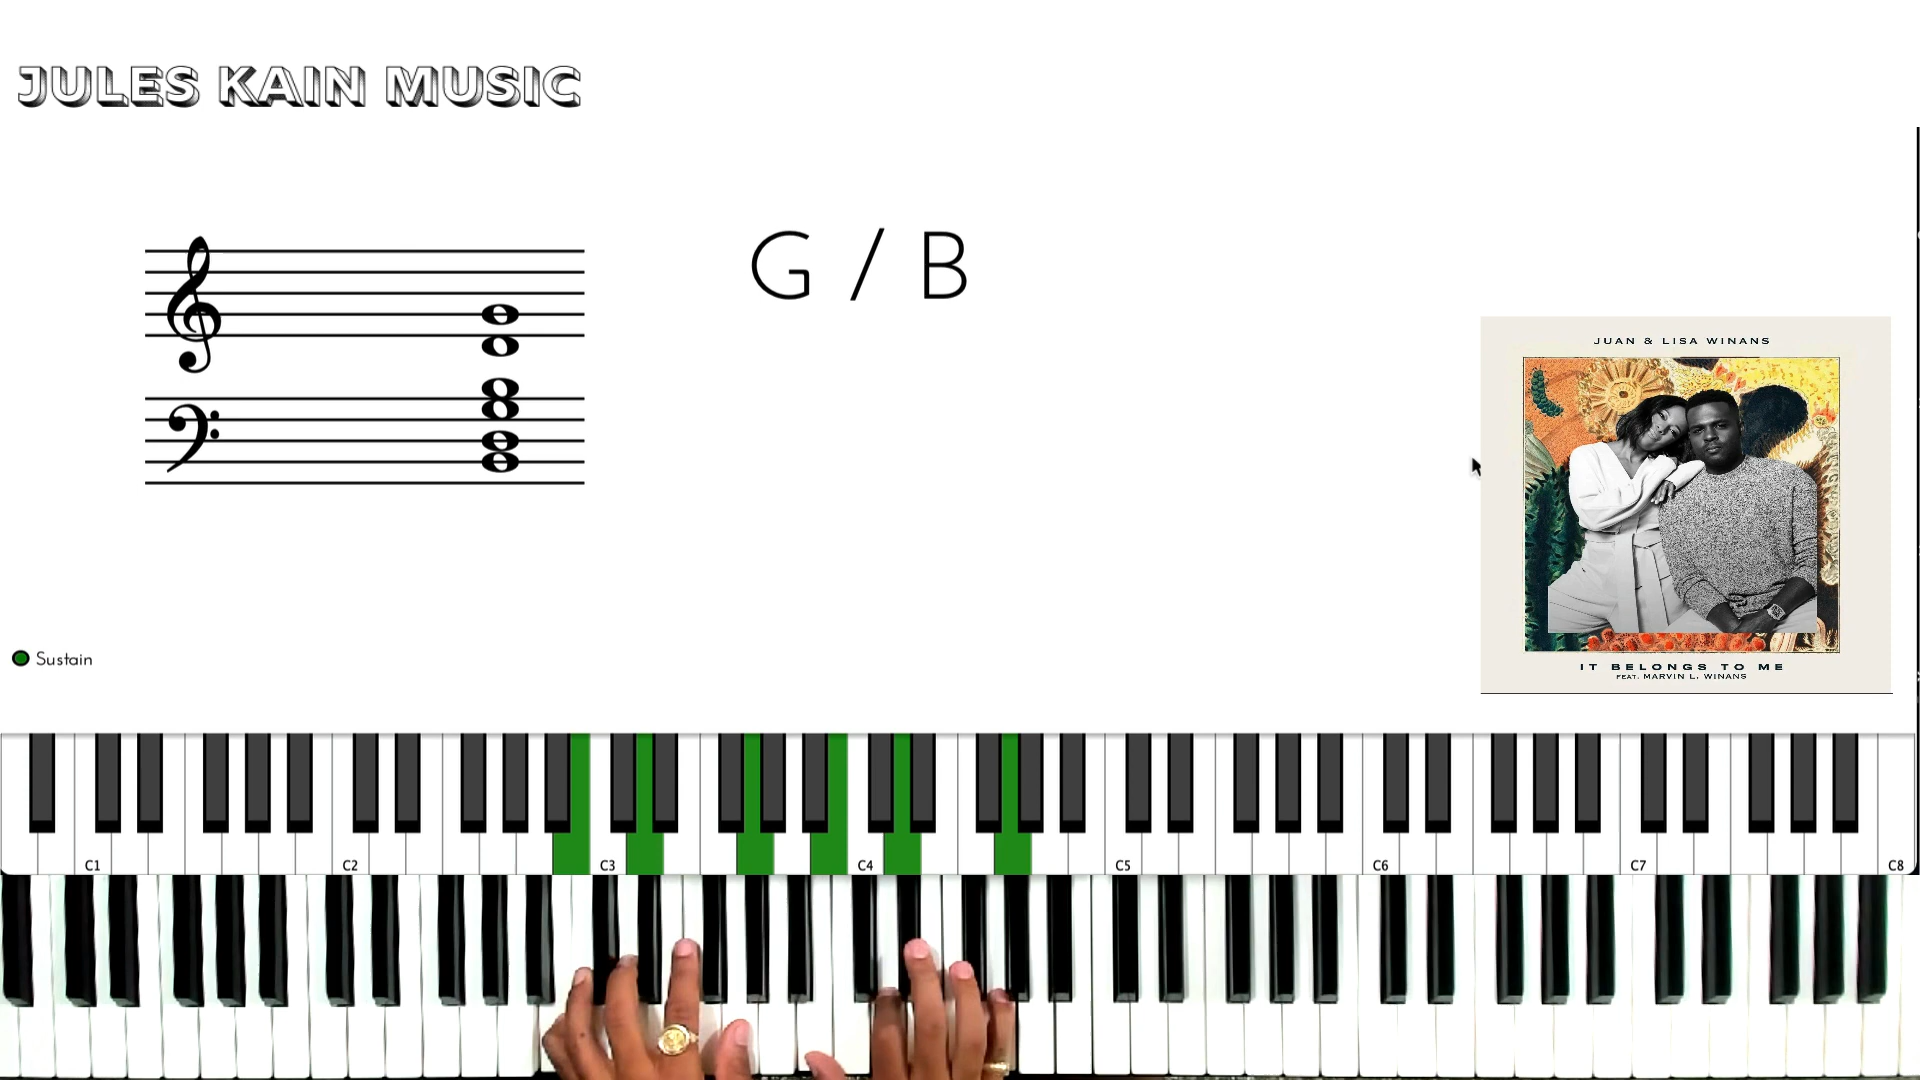 JULES KAIN MUSIC
G / B
JUAN & LISA WINANS
IT BELONGS TO ME
FEAT. MARVIN L. WINANS
Sustain
C1 C2 C3 C4 C5 C6 C7 C8